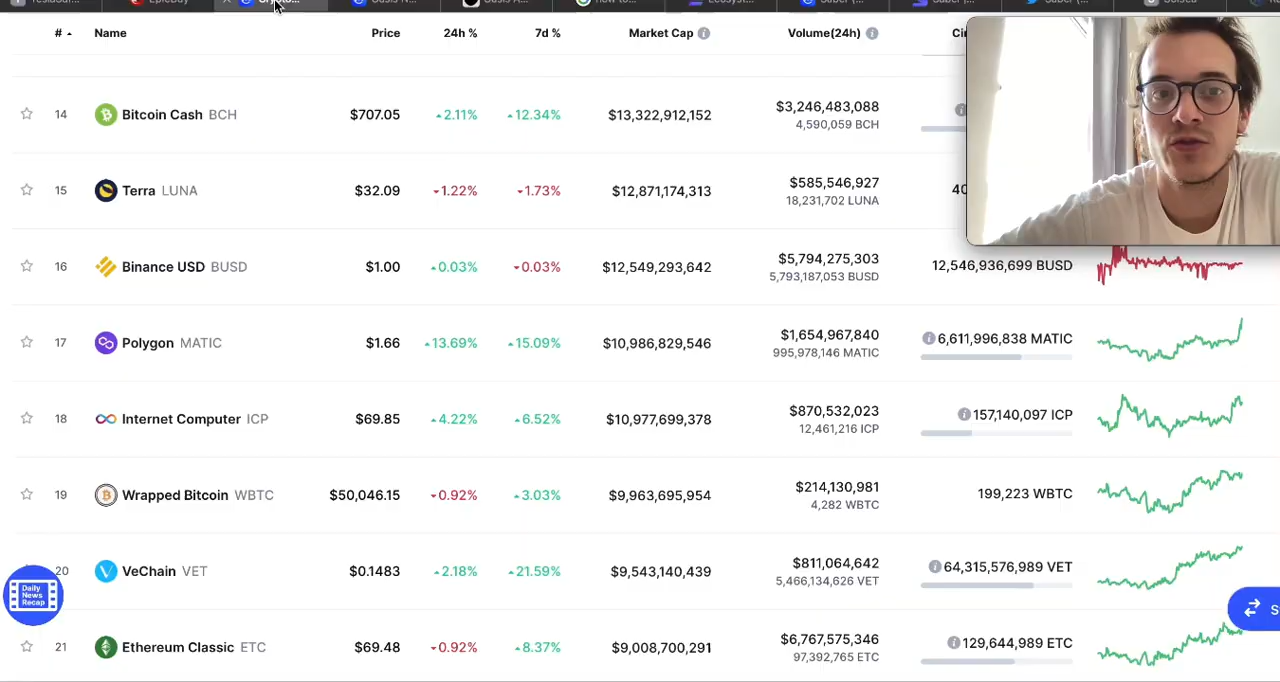 # Name Price 24h % 7d % Market Cap Volume(24h)
14 Bitcoin Cash BCH $707.05 2.11% 12.34% $13,322,912,152 $3,246,483,088
4,590,059 BCH
15 Terra LUNA $32.09 1.22% 1.73% $12,871,174,313 $585,546,927
18,231,702 LUNA
16 Binance USD BUSD $1.00 0.03% 0.03% $12,549,293,642 $5,794,275,303 12,546,936,699 BUSD
5,793,187,053 BUSD
17 Polygon MATIC $1.66 13.69% 15.09% $10,986,829,546 $1,654,967,840 6,611,996,838 MATIC
995,978,146 MATIC
18 Internet Computer ICP $69.85 4.22% 6.52% $10,977,699,378 $870,532,023 157,140,097 ICP
12,461,216 ICP
19 Wrapped Bitcoin WBTC $50,046.15 0.92% 3.03% $9,963,695,954 $214,130,981 199,223 WBTC
4,282 WBTC
20 VeChain VET $0.1483 2.18% 21.59% $9,543,140,439 $811,064,642 64,315,576,989 VET
5,466,134,626 VET
Daily
News
Recap
21 Ethereum Classic ETC $69.48 0.92% 8.37% $9,008,700,291 $6,767,575,346 129,644,989 ETC
97,392,765 ETC